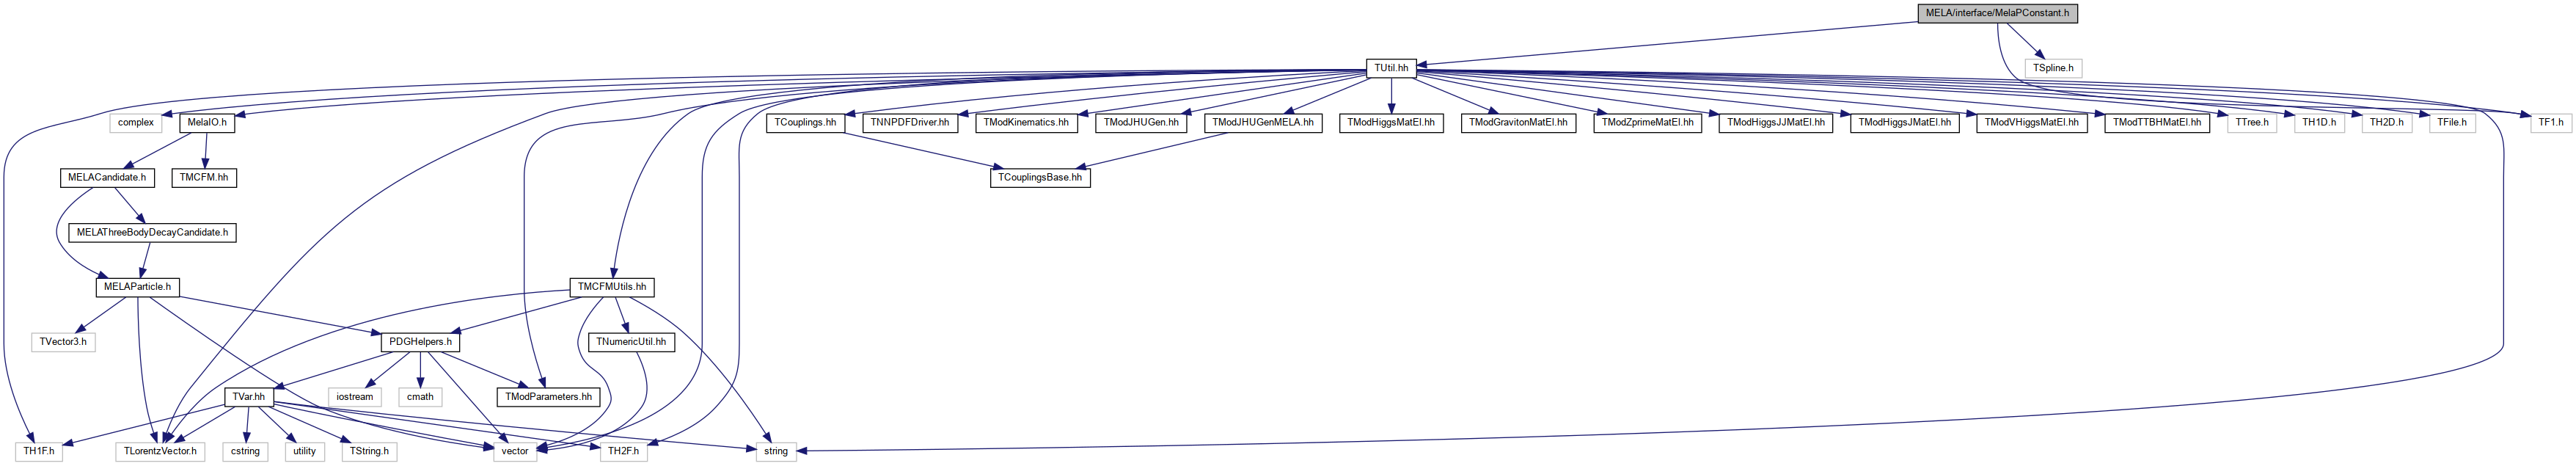 MELA/interface/MelaPConstant.h
TUtil.hh
TSpline.h
complex
MelaIO.h
TCouplings.hh
TNNPDFDriver.hh
TModKinematics.hh
TModJHUGen.hh
TModJHUGenMELA.hh
TModHiggsMatEl.hh
TModGravitonMatEl.hh
TModZprimeMatEl.hh
TModHiggsJJMatEl.hh
TModHiggsJMatEl.hh
TModVHiggsMatEl.hh
TModTTBHMatEl.hh
TTree.h
TH1D.h
TH2D.h
TFile.h
TF1.h
MELACandidate.h
TMCFM.hh
TCouplingsBase.hh
MELAThreeBodyDecayCandidate.h
MELAParticle.h
TMCFMUtils.hh
TVector3.h
PDGHelpers.h
TNumericUtil.hh
TVar.hh
iostream
cmath
TModParameters.hh
TH1F.h
TLorentzVector.h
cstring
utility
TString.h
vector
TH2F.h
string